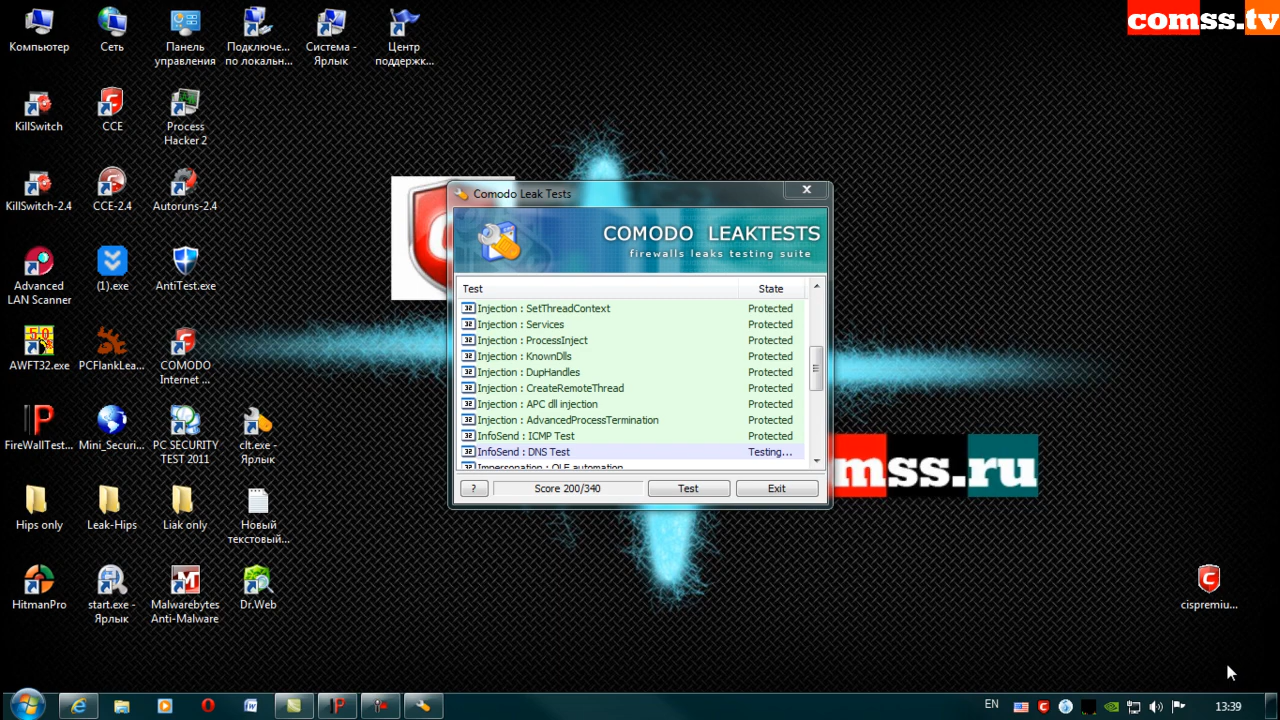 comss.tv
Компьютер
Сеть
Панель
управления
Подключе...
по локальн...
Система -
Ярлык
Центр
поддержк...
KillSwitch
CCE
Process
Hacker 2
KillSwitch-2.4
CCE-2.4
Autoruns-2.4
Advanced
LAN Scanner
(1).exe
AntiTest.exe
AWFT32.exe
PCFlankLea...
COMODO
Internet ...
FireWallTest...
Mini_Securi...
PC SECURITY
TEST 2011
clt.exe -
Ярлык
Hips only
Leak-Hips
Liak only
Новый
текстовый...
HitmanPro
start.exe -
Ярлык
Malwarebytes
Anti-Malware
Dr.Web
Comodo Leak Tests
COMODO LEAKTESTS
firewalls leaks testing suite
Test State
Injection : SetThreadContext Protected
Injection : Services Protected
Injection : ProcessInject Protected
Injection : KnownDlls Protected
Injection : DupHandles Protected
Injection : CreateRemoteThread Protected
Injection : APC dll injection Protected
Injection : AdvancedProcessTermination Protected
InfoSend : ICMP Test Protected
InfoSend : DNS Test Testing...
Impersonation : OLE automation
? Score 200/340 Test Exit
mss.ru
cispremiu...
EN 13:39